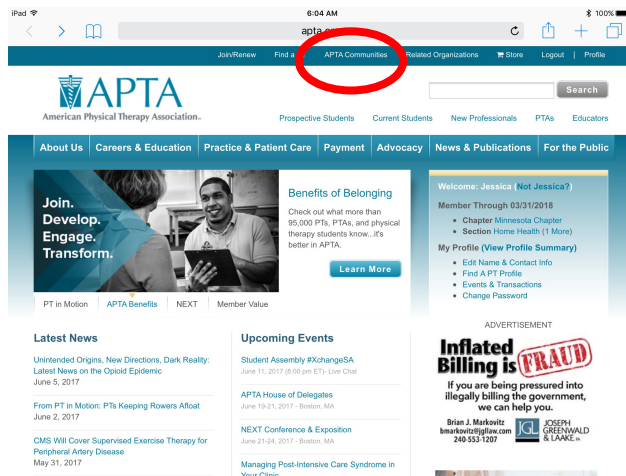 iPad
6:04 AM
100%
apta.
Join/Renew
Find a
APTA Communities
Related Organizations
Store
Logout | Profile
APTA
American Physical Therapy Association
Search
Prospective Students
Current Students
New Professionals
PTAs
Educators
About Us
Careers & Education
Practice & Patient Care
Payment
Advocacy
News & Publications
For the Public
Join.
Develop.
Engage.
Transform.
Benefits of Belonging
Check out what more than
95,000 PTs, PTAs, and physical
therapy students know...it's
better in APTA.
Learn More
PT in Motion
APTA Benefits
NEXT
Member Value
Welcome: Jessica (Not Jessica?)
Member Through 03/31/2018
• Chapter Minnesota Chapter
• Section Home Health (1 More)
My Profile (View Profile Summary)
• Edit Name & Contact Info
• Find A PT Profile
• Events & Transactions
• Change Password
Latest News
Unintended Origins, New Directions, Dark Reality:
Latest News on the Opioid Epidemic
June 5, 2017
From PT in Motion: PTs Keeping Rowers Afloat
June 2, 2017
CMS Will Cover Supervised Exercise Therapy for
Peripheral Artery Disease
May 31, 2017
Upcoming Events
Student Assembly #XchangeSA
June 11, 2017 (8:00 pm ET)- Live Chat
APTA House of Delegates
June 19-21, 2017 - Boston, MA
NEXT Conference & Exposition
June 21-24, 2017 - Boston, MA
Managing Post-Intensive Care Syndrome in
Your Clinic
ADVERTISEMENT
Inflated
Billing is FRAUD
If you are being pressured into
illegally billing the government,
we can help you.
Brian J. Markovitz
bmarkovitz@jgllaw.com
240-553-1207
JGL
JOSEPH
GREENWALD
& LAAKE, PA